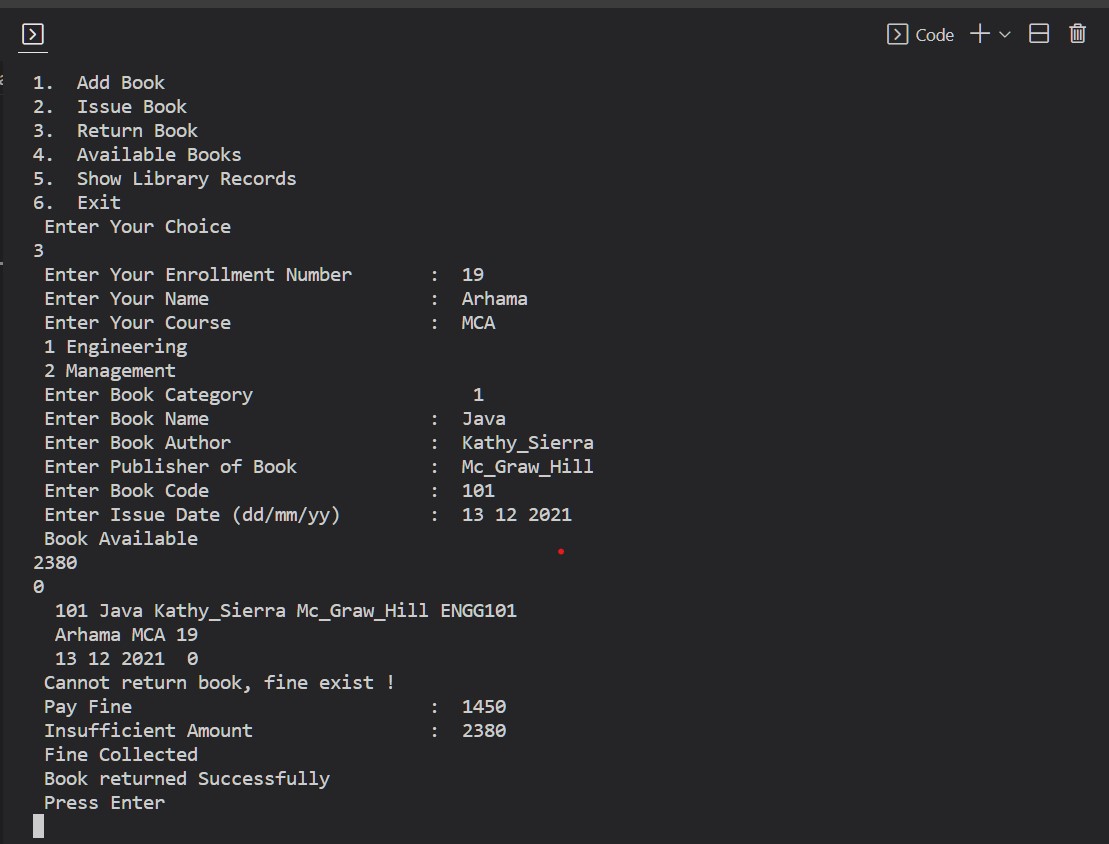 Code
1.  Add Book
2.  Issue Book
3.  Return Book
4.  Available Books
5.  Show Library Records
6.  Exit
Enter Your Choice
3
Enter Your Enrollment Number       :  19
Enter Your Name                    :  Arhama
Enter Your Course                  :  MCA
1 Engineering
2 Management
Enter Book Category                    1
Enter Book Name                    :  Java
Enter Book Author                  :  Kathy_Sierra
Enter Publisher of Book            :  Mc_Graw_Hill
Enter Book Code                    :  101
Enter Issue Date (dd/mm/yy)        :  13 12 2021
Book Available
2380
0
101 Java Kathy_Sierra Mc_Graw_Hill ENGG101
Arhama MCA 19
13 12 2021  0
Cannot return book, fine exist !
Pay Fine                           :  1450
Insufficient Amount                :  2380
Fine Collected
Book returned Successfully
Press Enter